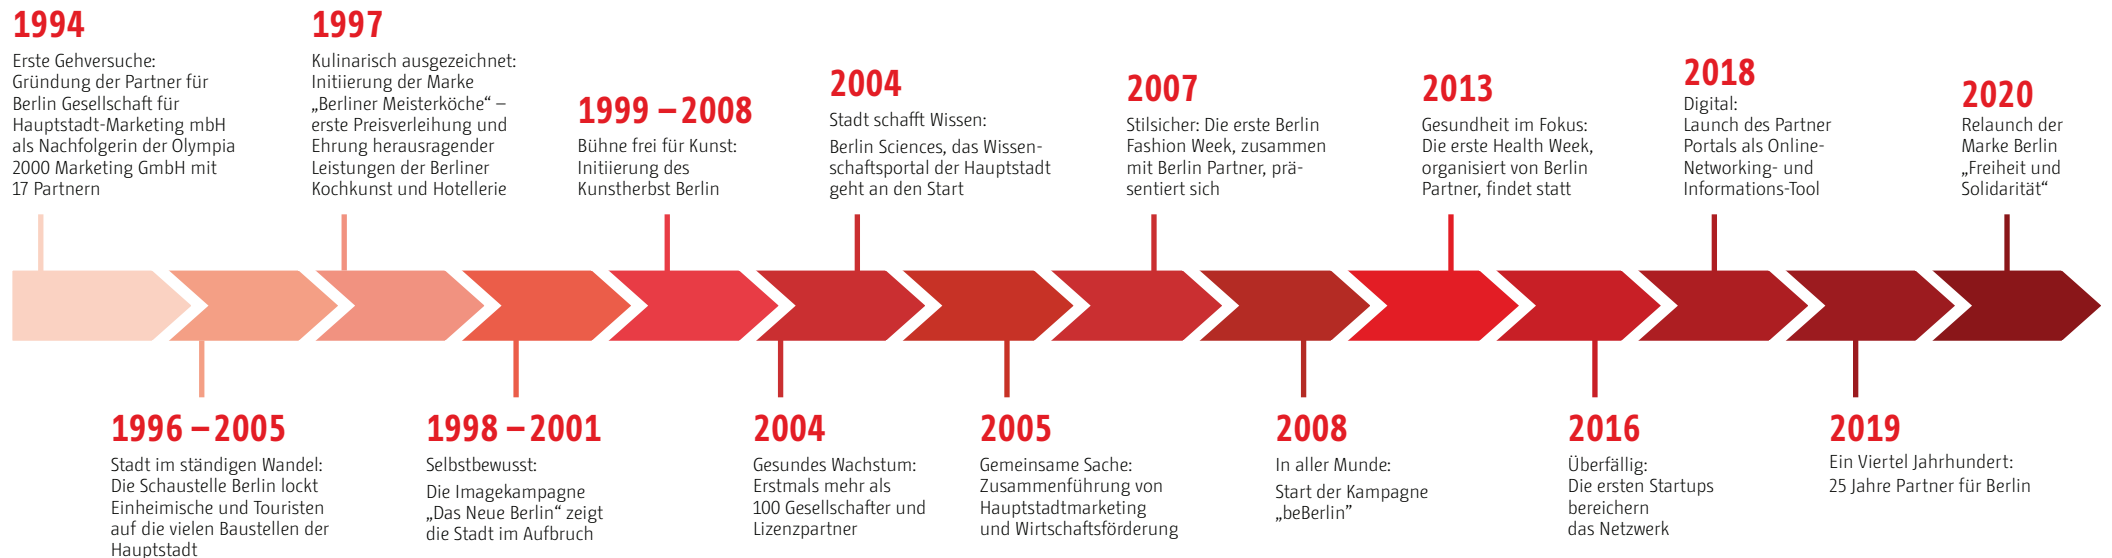 1994
Erste Gehversuche:
Gründung der Partner für
Berlin Gesellschaft für
Hauptstadt-Marketing mbH
als Nachfolgerin der Olympia
2000 Marketing GmbH mit
17 Partnern
1997
Kulinarisch ausgezeichnet:
Initiierung der Marke
„Berliner Meisterköche“ –
erste Preisverleihung und
Ehrung herausragender
Leistungen der Berliner
Kochkunst und Hotellerie
1999 – 2008
Bühne frei für Kunst:
Initiierung des
Kunstherbst Berlin
2004
Stadt schafft Wissen:
Berlin Sciences, das Wissen-
schaftsportal der Hauptstadt
geht an den Start
2007
Stilsicher: Die erste Berlin
Fashion Week, zusammen
mit Berlin Partner, prä-
sentiert sich
2013
Gesundheit im Fokus:
Die erste Health Week,
organisiert von Berlin
Partner, findet statt
2018
Digital:
Launch des Partner
Portals als Online-
Networking- und
Informations-Tool
2020
Relaunch der
Marke Berlin
„Freiheit und
Solidarität“
1996 – 2005
Stadt im ständigen Wandel:
Die Schaustelle Berlin lockt
Einheimische und Touristen
auf die vielen Baustellen der
Hauptstadt
1998 – 2001
Selbstbewusst:
Die Imagekampagne
„Das Neue Berlin“ zeigt
die Stadt im Aufbruch
2004
Gesundes Wachstum:
Erstmals mehr als
100 Gesellschafter und
Lizenzpartner
2005
Gemeinsame Sache:
Zusammenführung von
Hauptstadtmarketing
und Wirtschaftsförderung
2008
In aller Munde:
Start der Kampagne
„beBerlin”
2016
Überfällig:
Die ersten Startups
bereichern
das Netzwerk
2019
Ein Viertel Jahrhundert:
25 Jahre Partner für Berlin